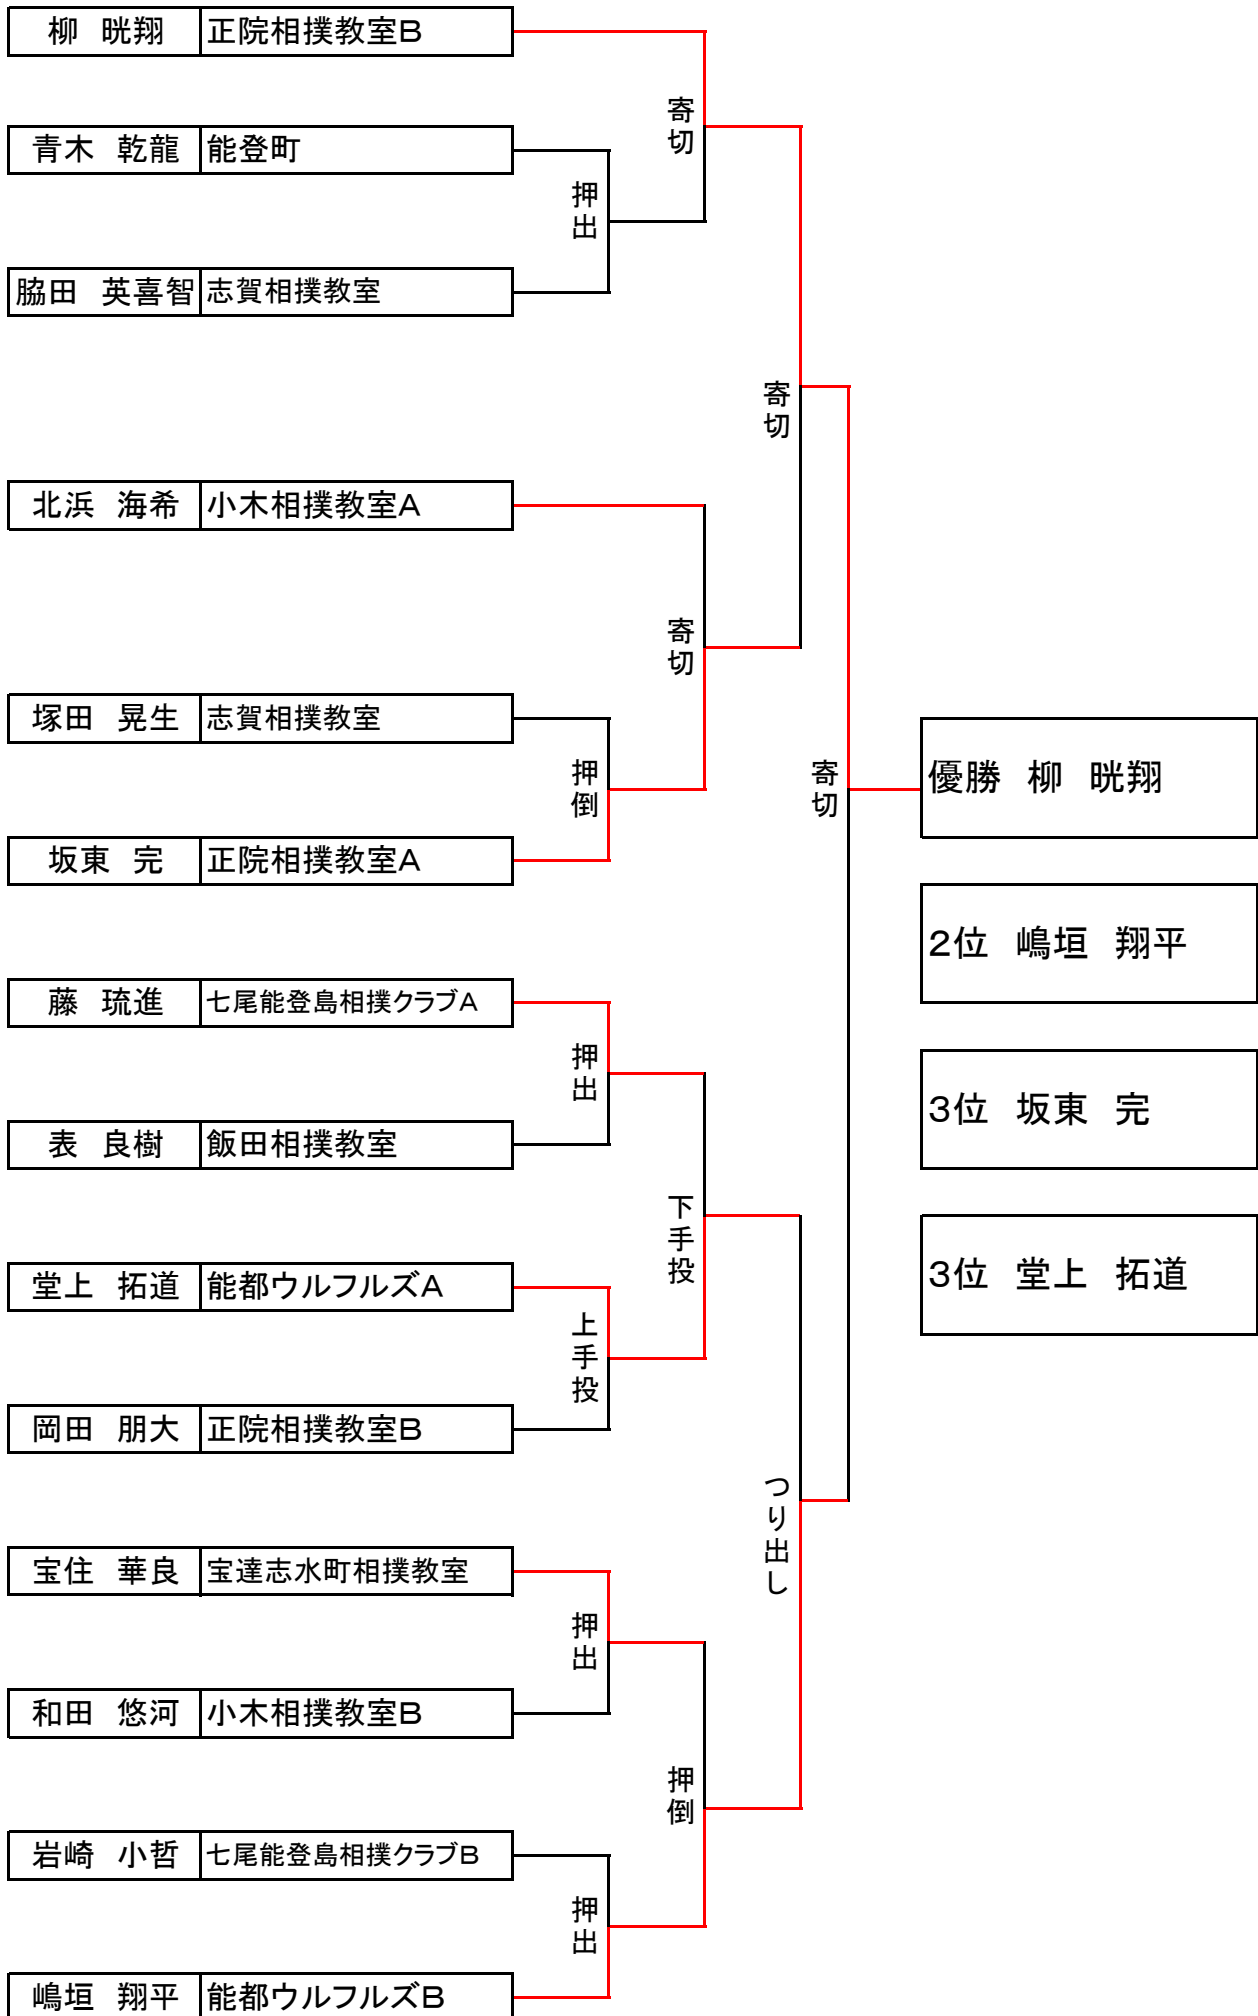 柳　晄翔　正院相撲教室B
寄切
青木　乾龍　能登町
押出
脇田　英喜智　志賀相撲教室
寄切
北浜　海希　小木相撲教室A
寄切
塚田　晃生　志賀相撲教室
押倒
寄切
優勝　柳　晄翔
坂東　完　正院相撲教室A
2位　嶋垣　翔平
藤　琉進　七尾能登島相撲クラブA
押出
3位　坂東　完
表　良樹　飯田相撲教室
下手投
堂上　拓道　能都ウルフルズA
3位　堂上　拓道
上手投
岡田　朋大　正院相撲教室B
つり出し
宝住　華良　宝達志水町相撲教室
押出
和田　悠河　小木相撲教室B
押倒
岩崎　小哲　七尾能登島相撲クラブB
押出
嶋垣　翔平　能都ウルフルズB